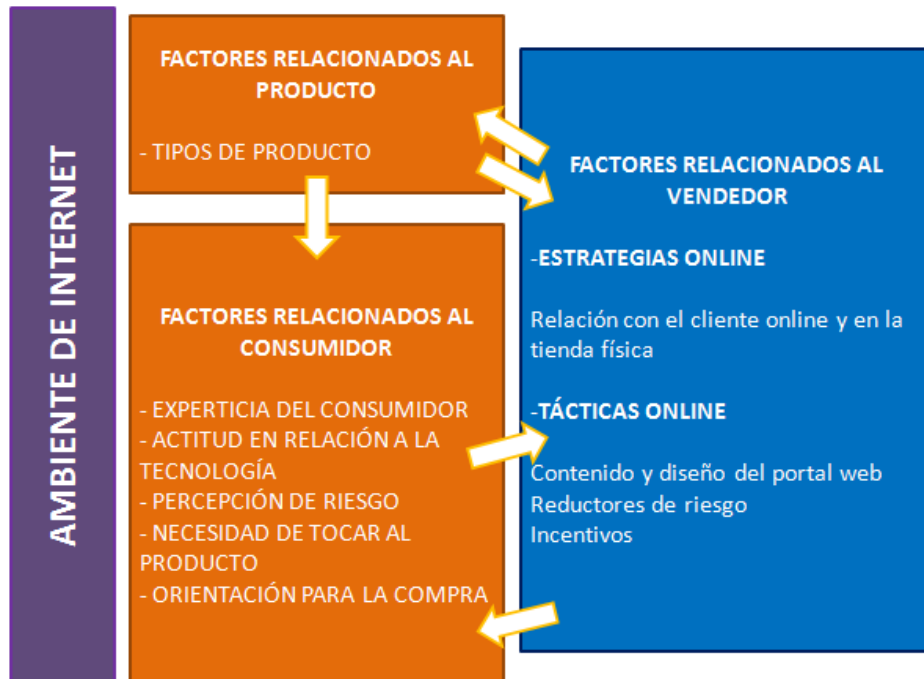 AMBIENTE DE INTERNET
FACTORES RELACIONADOS AL
PRODUCTO
- TIPOS DE PRODUCTO
FACTORES RELACIONADOS AL
CONSUMIDOR
- EXPERTICIA DEL CONSUMIDOR
- ACTITUD EN RELACIÓN A LA
TECNOLOGÍA
- PERCEPCIÓN DE RIESGO
- NECESIDAD DE TOCAR AL
PRODUCTO
- ORIENTACIÓN PARA LA COMPRA
FACTORES RELACIONADOS AL
VENDEDOR
-ESTRATEGIAS ONLINE
Relación con el cliente online y en la
tienda física
-TÁCTICAS ONLINE
Contenido y diseño del portal web
Reductores de riesgo
Incentivos